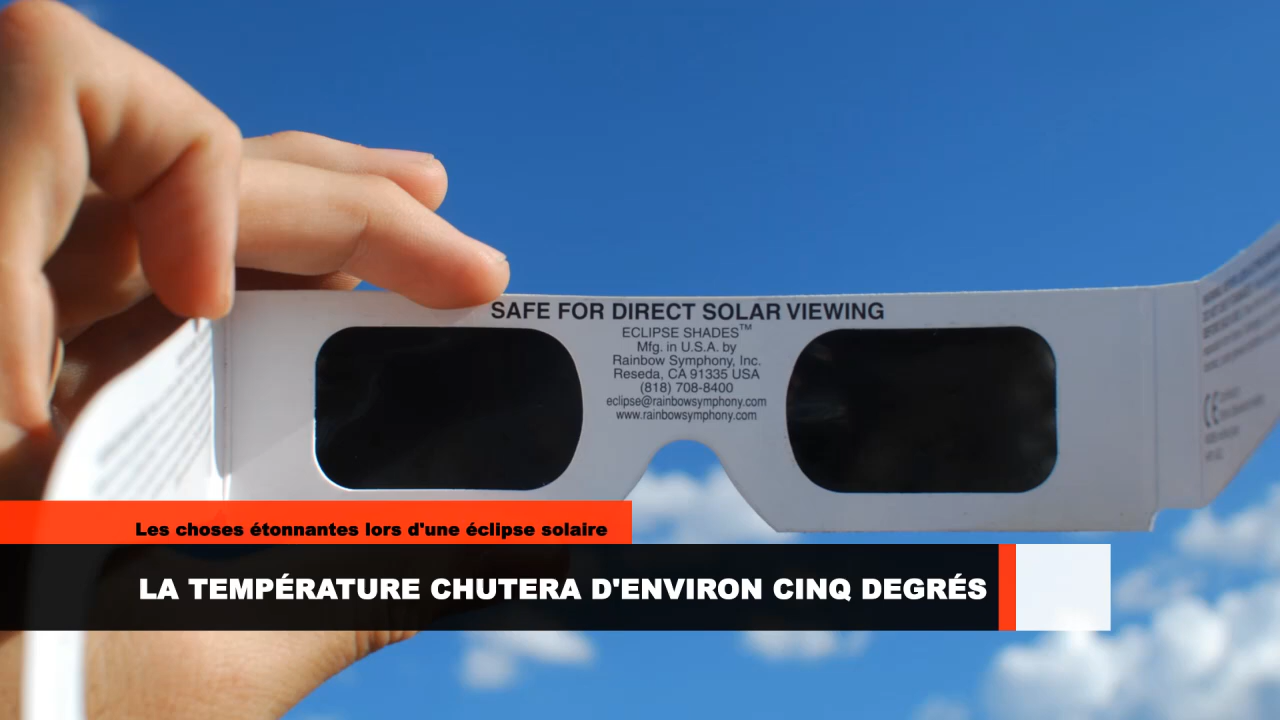 SAFE FOR DIRECT SOLAR VIEWING
ECLIPSE SHADES™
Mfg. in U.S.A. by
Rainbow Symphony, Inc.
Reseda, CA 91335 USA
(818) 708-8400
eclipse@rainbowsymphony.com
www.rainbowsymphony.com
CE
Les choses étonnantes lors d'une éclipse solaire
LA TEMPÉRATURE CHUTERA D'ENVIRON CINQ DEGRÉS